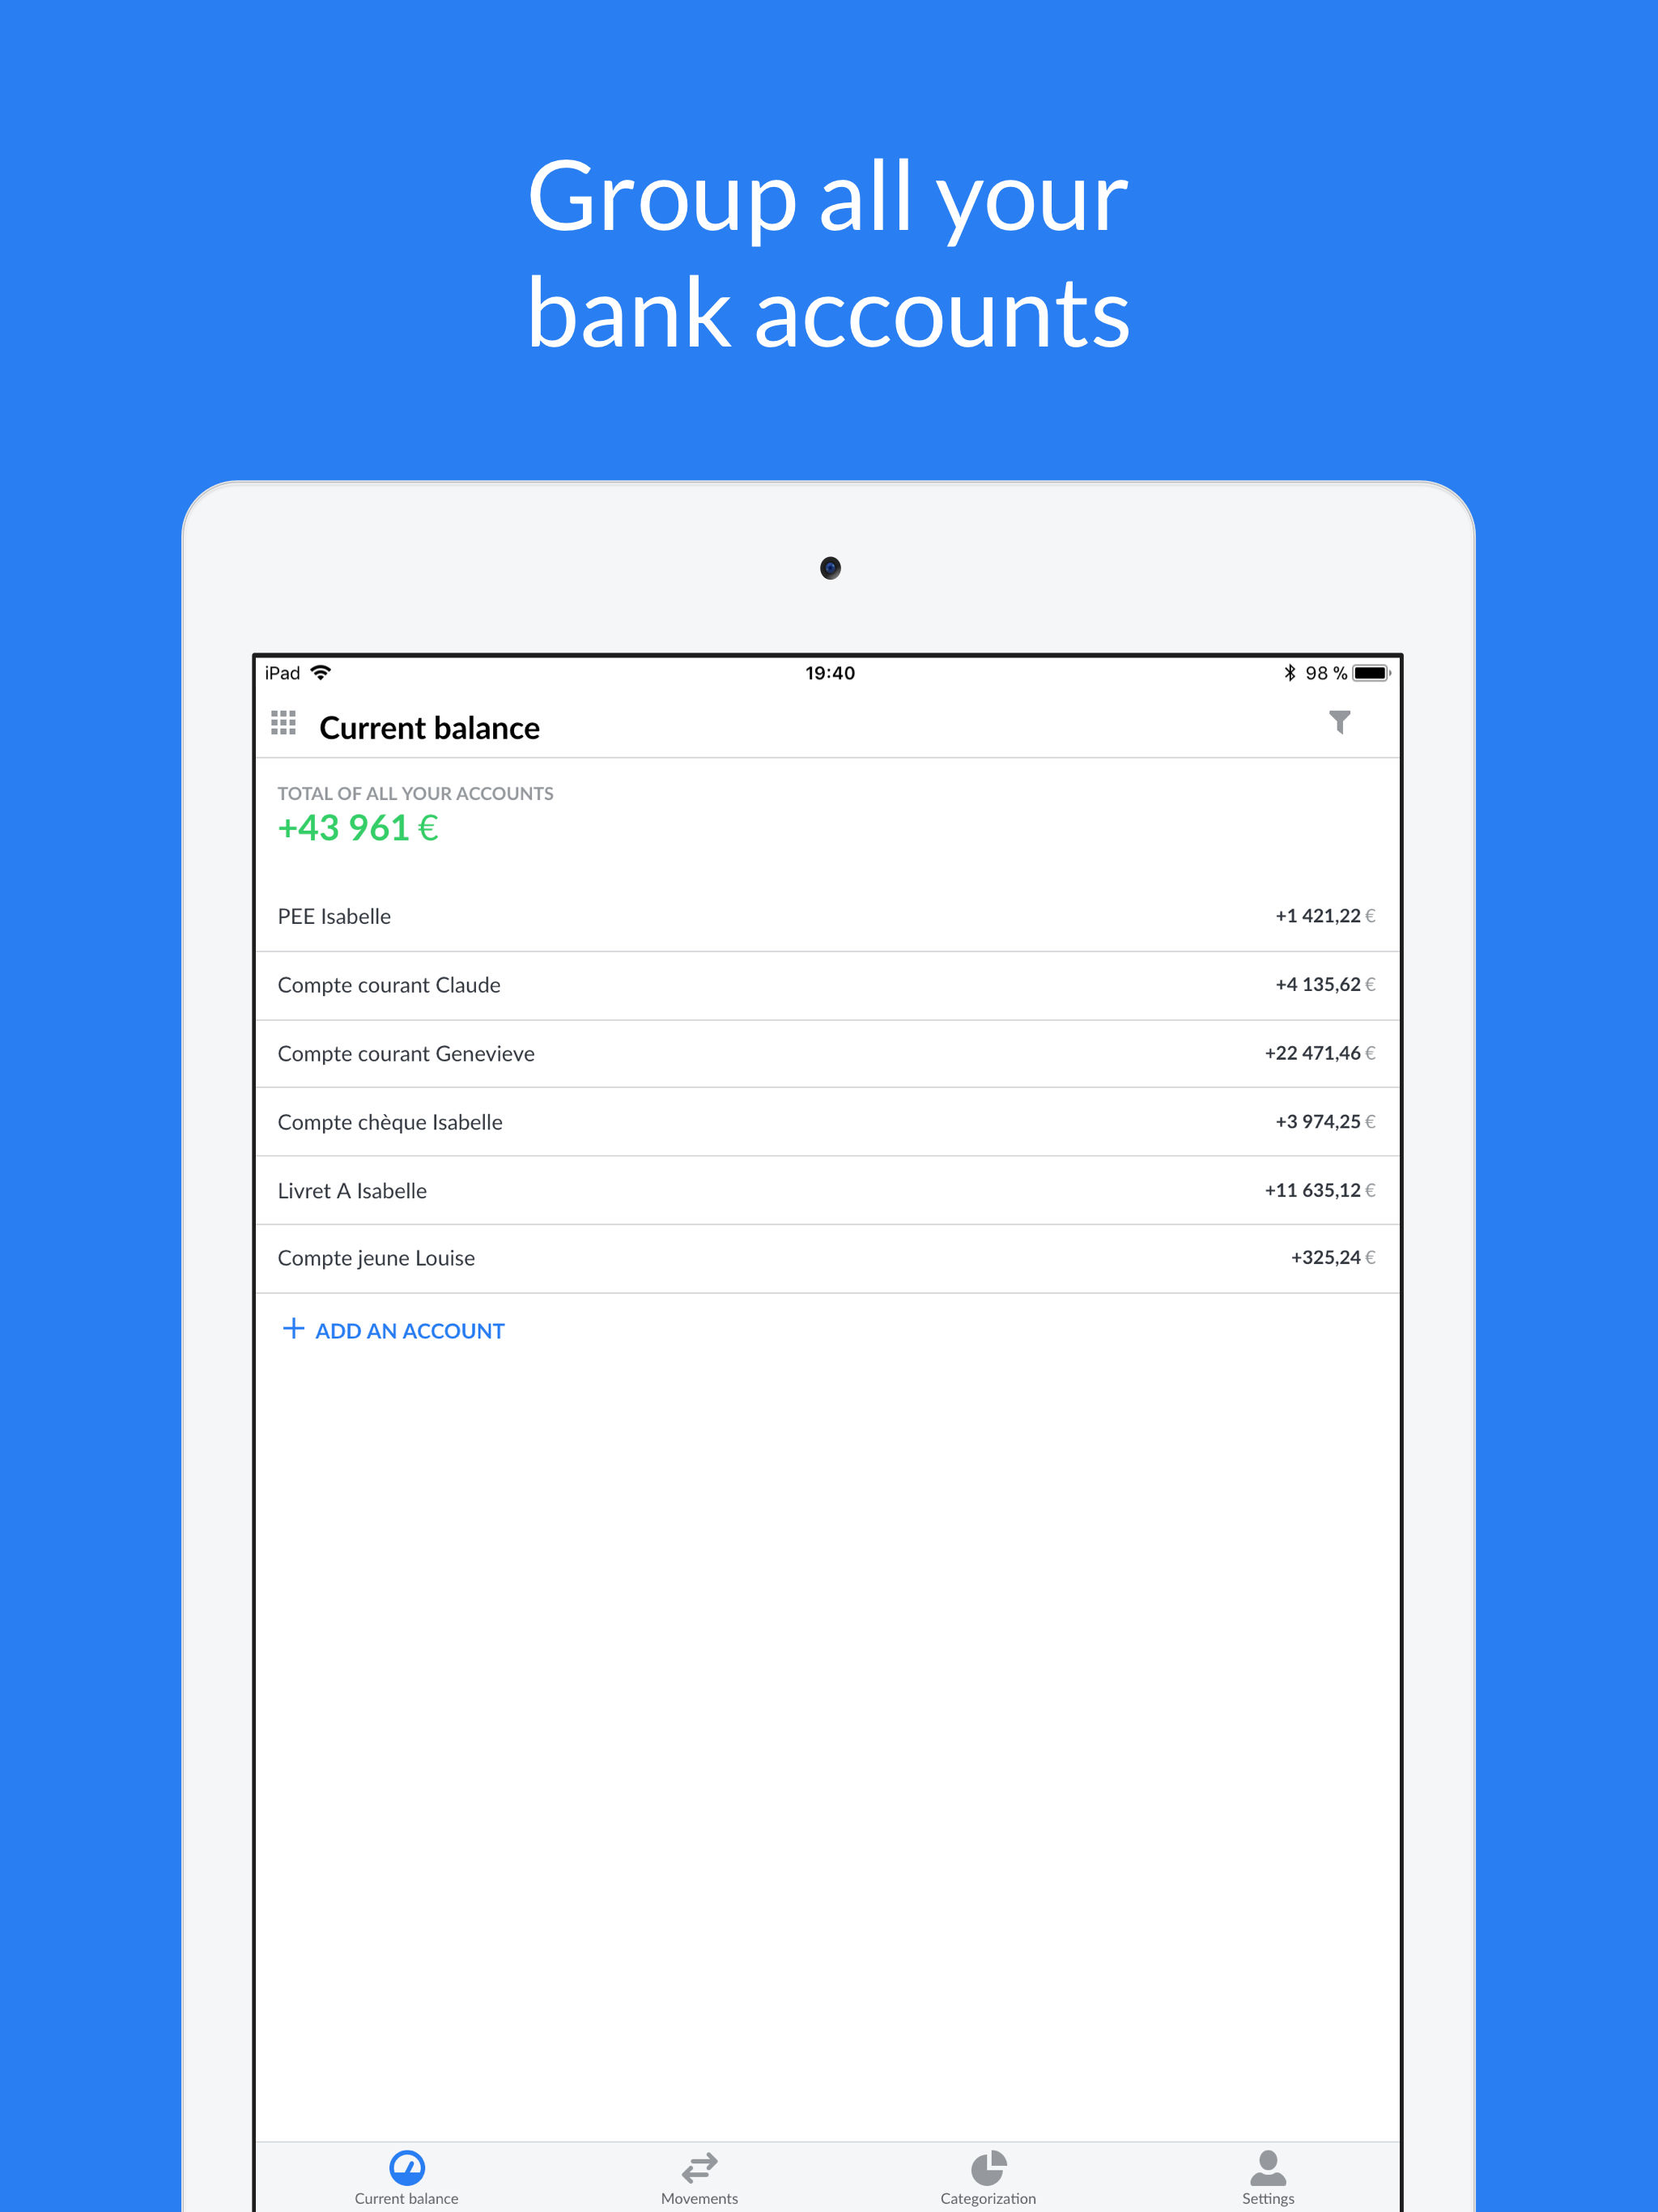 Group all your
bank accounts
iPad 19:40 98 %
Current balance
TOTAL OF ALL YOUR ACCOUNTS
+43 961 €
PEE Isabelle +1 421,22 €
Compte courant Claude +4 135,62 €
Compte courant Genevieve +22 471,46 €
Compte chèque Isabelle +3 974,25 €
Livret A Isabelle +11 635,12 €
Compte jeune Louise +325,24 €
+ ADD AN ACCOUNT
Current balance Movements Categorization Settings